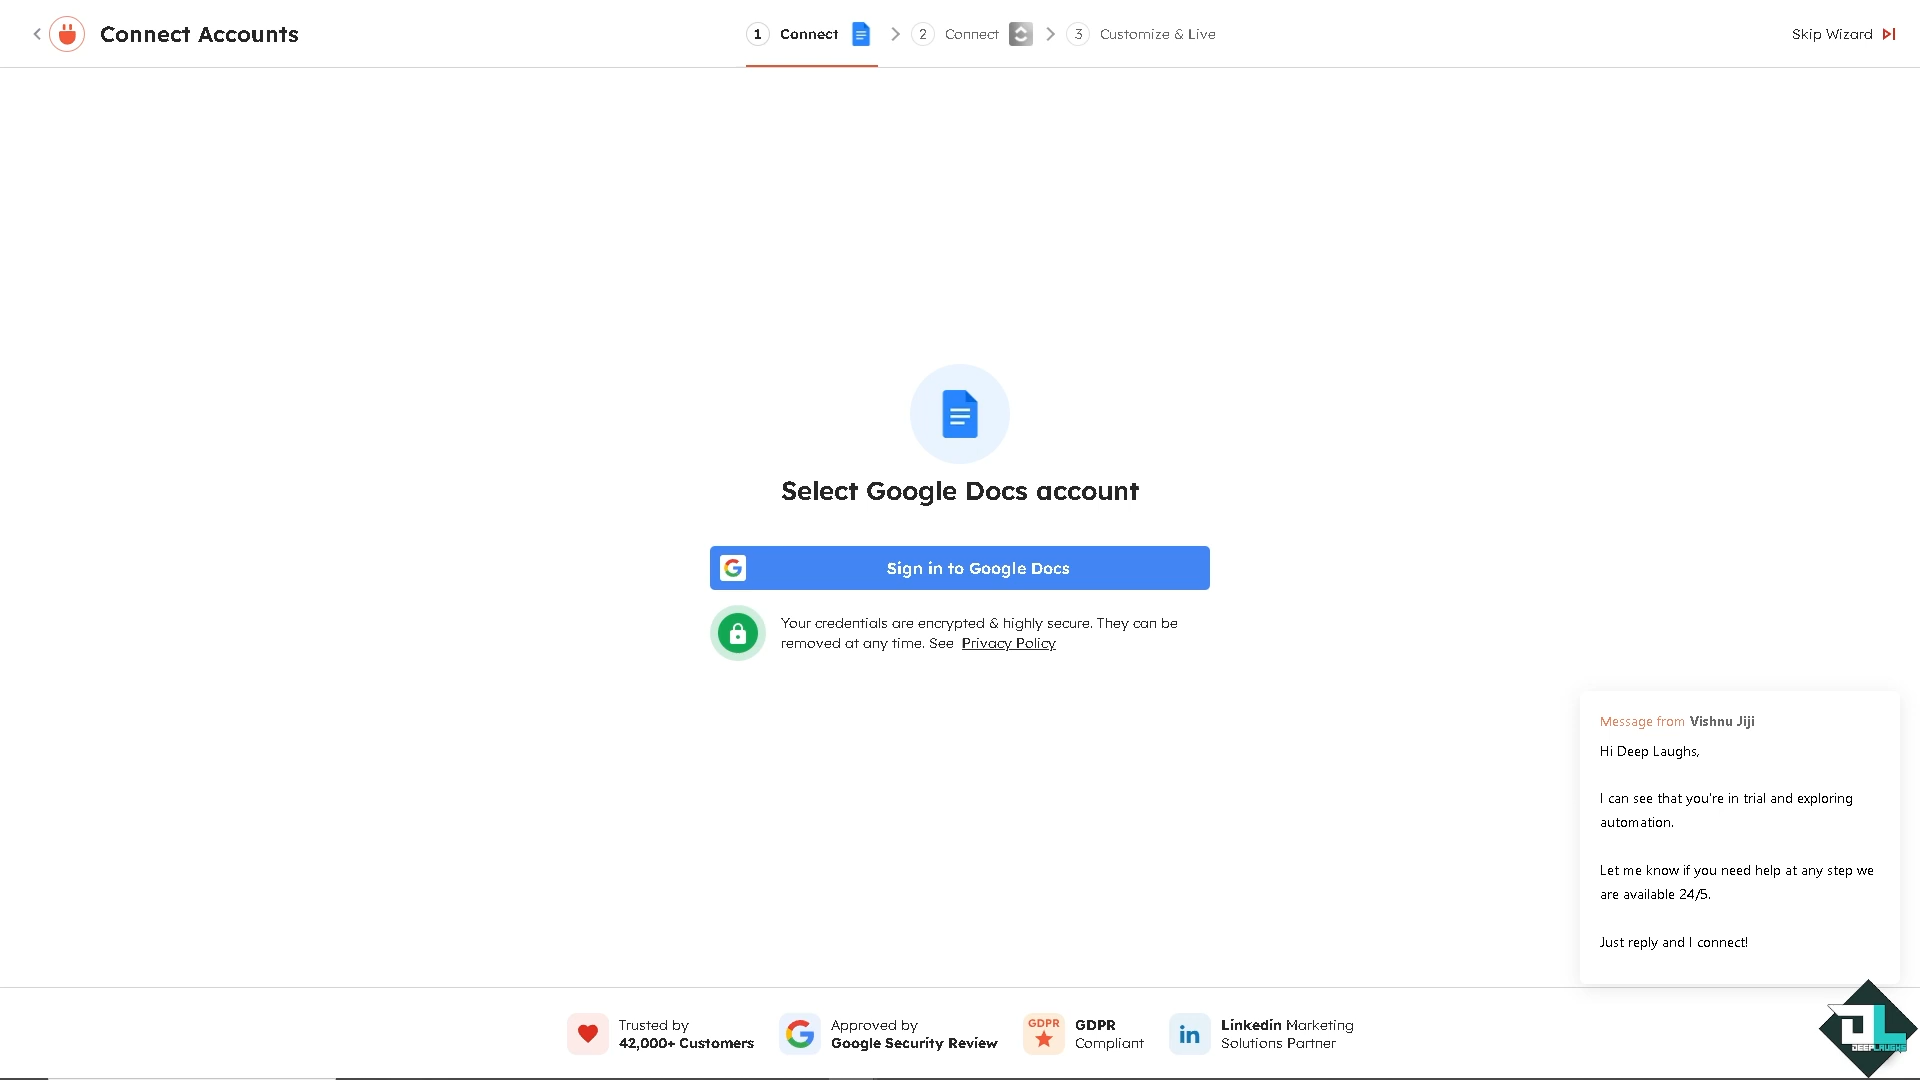 Connect Accounts
1 Connect
2 Connect
3 Customize & Live
Skip Wizard
Select Google Docs account
Sign in to Google Docs
Your credentials are encrypted & highly secure. They can be
removed at any time. See Privacy Policy
Message from Vishnu Jiji
Hi Deep Laughs,
I can see that you're in trial and exploring
automation.
Let me know if you need help at any step we
are available 24/5.
Just reply and I connect!
Trusted by
42,000+ Customers
Approved by
Google Security Review
GDPR
GDPR
Compliant
in
Linkedin Marketing
Solutions Partner
DL
DEEPLAUGHS